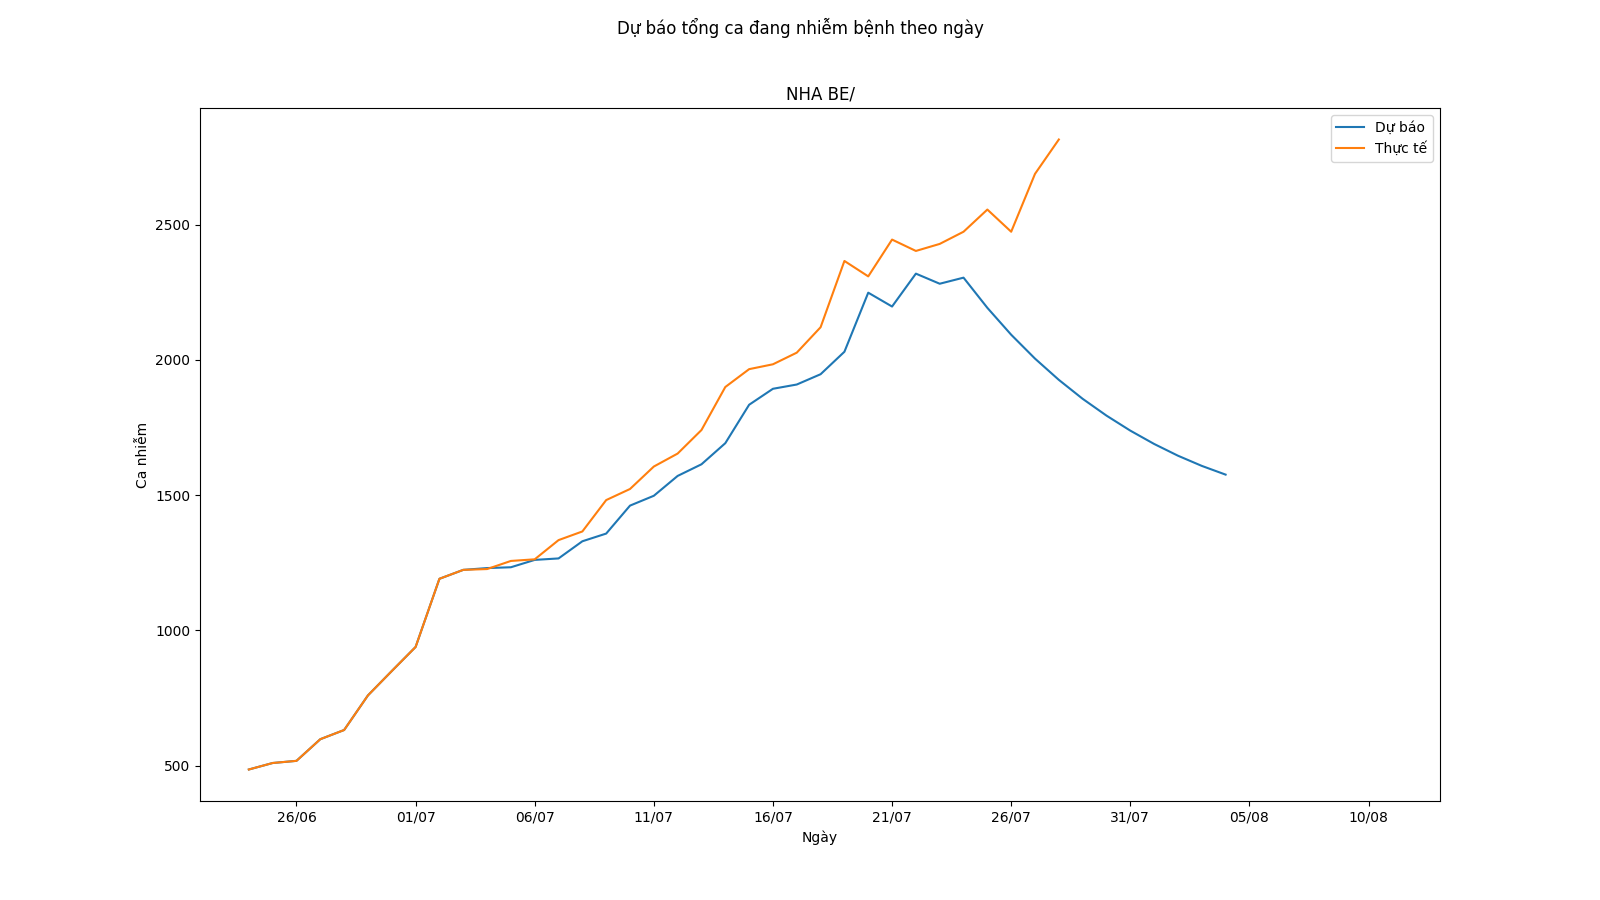 Dự báo tổng ca đang nhiễm bệnh theo ngày
NHA BE/
Dự báo
Thực tế
2500
2000
1500
1000
500
Ca nhiễm
26/06 01/07 06/07 11/07 16/07 21/07 26/07 31/07 05/08 10/08
Ngày